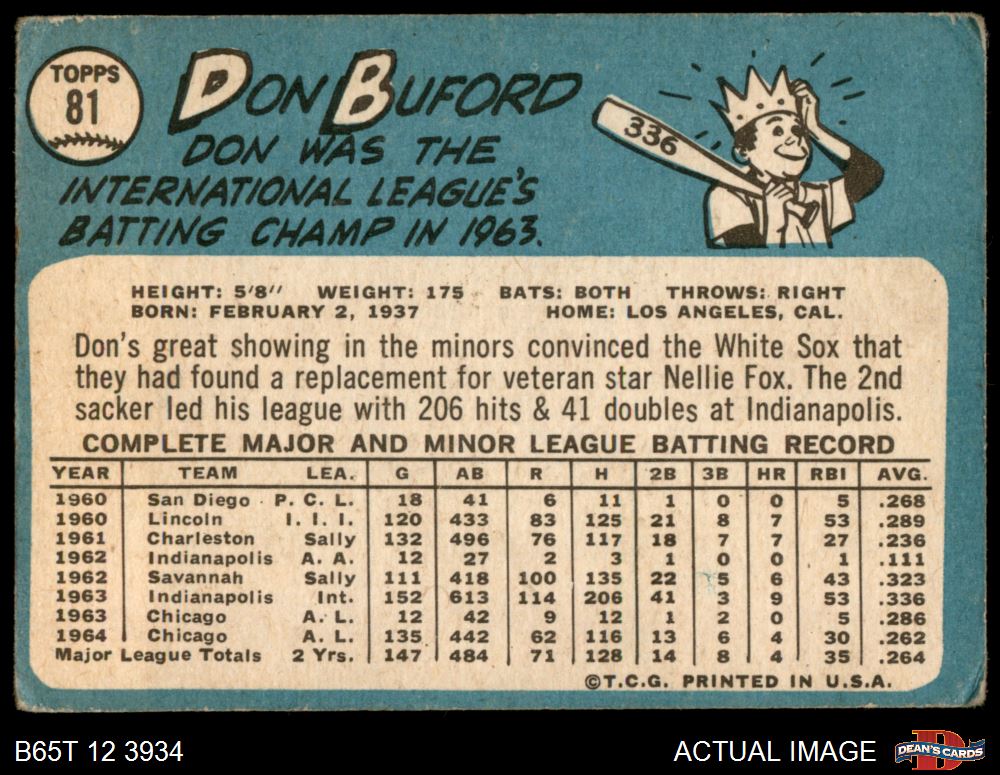 TOPPS
81
DON BUFORD
DON WAS THE
INTERNATIONAL LEAGUE'S
BATTING CHAMP IN 1963.
336
HEIGHT: 5'8" WEIGHT: 175 BATS: BOTH THROWS: RIGHT
BORN: FEBRUARY 2, 1937 HOME: LOS ANGELES, CAL.
Don's great showing in the minors convinced the White Sox that
they had found a replacement for veteran star Nellie Fox. The 2nd
sacker led his league with 206 hits & 41 doubles at Indianapolis.
COMPLETE MAJOR AND MINOR LEAGUE BATTING RECORD
YEAR TEAM LEA. G AB R H 2B 3B HR RBI AVG.
1960 San Diego P. C. L. 18 41 6 11 1 0 0 5 .268
1960 Lincoln I. I. I. 120 433 83 125 21 8 7 53 .289
1961 Charleston Sally 132 496 76 117 18 7 7 27 .236
1962 Indianapolis A. A. 12 27 2 3 1 0 0 1 .111
1962 Savannah Sally 111 418 100 135 22 5 6 43 .323
1963 Indianapolis Int. 152 613 114 206 41 3 9 53 .336
1963 Chicago A. L. 12 42 9 12 1 2 0 5 .286
1964 Chicago A. L. 135 442 62 116 13 6 4 30 .262
Major League Totals 2 Yrs. 147 484 71 128 14 8 4 35 .264
©T.C.G. PRINTED IN U.S.A.
B65T 12 3934
ACTUAL IMAGE
DEAN'S CARDS